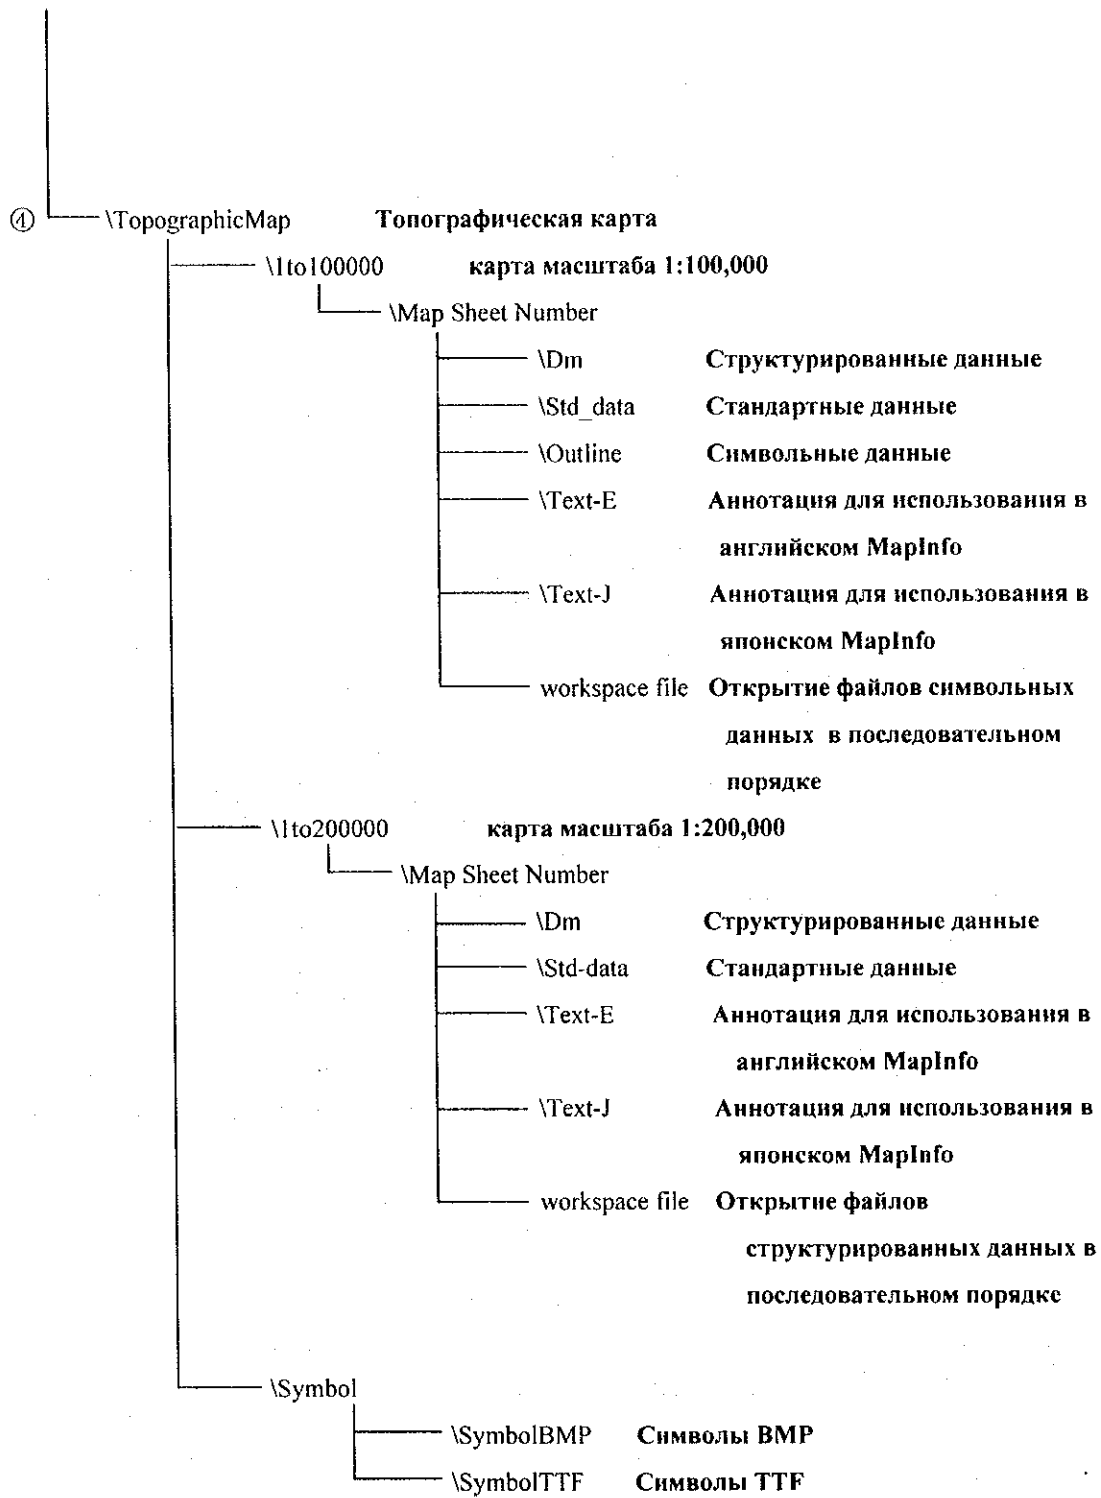 ④ \TopographicMap Топографическая карта
\1to100000 карта масштаба 1:100,000
\Map Sheet Number
\Dm Структурированные данные
\Std_data Стандартные данные
\Outline Символьные данные
\Text-E Аннотация для использования в
английском MapInfo
\Text-J Аннотация для использования в
японском MapInfo
workspace file Открытие файлов символьных
данных в последовательном
порядке
\1to200000 карта масштаба 1:200,000
\Map Sheet Number
\Dm Структурированные данные
\Std-data Стандартные данные
\Text-E Аннотация для использования в
английском MapInfo
\Text-J Аннотация для использования в
японском MapInfo
workspace file Открытие файлов
структурированных данных в
последовательном порядке
\Symbol
\SymbolBMP Символы BMP
\SymbolTTF Символы TTF